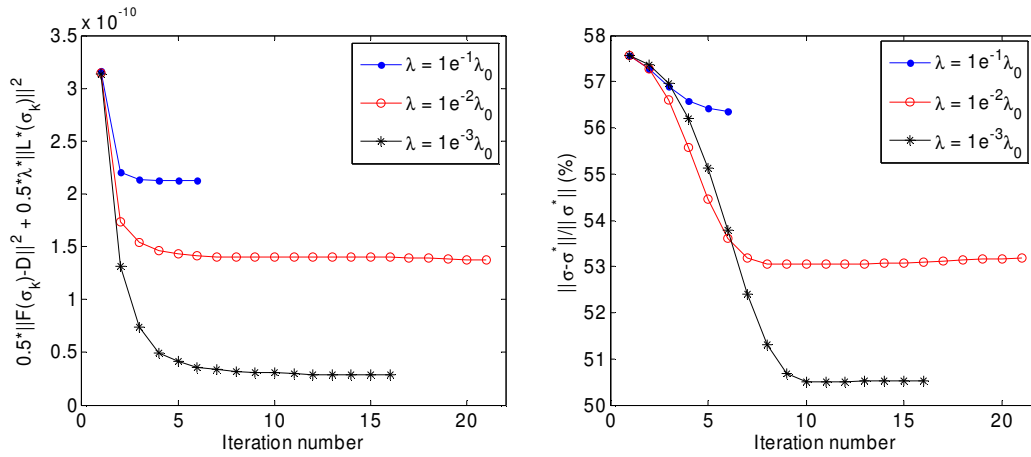 x 10⁻¹⁰
3.5
3
2.5
2
1.5
1
0.5
0
0.5*||F(σₖ)-D||² + 0.5*λ*||L*(σₖ)||²
λ = 1e⁻¹λ₀
λ = 1e⁻²λ₀
λ = 1e⁻³λ₀
0 5 10 15 20
Iteration number
58
57
56
55
54
53
52
51
50
||σ-σ*||/||σ*|| (%)
λ = 1e⁻¹λ₀
λ = 1e⁻²λ₀
λ = 1e⁻³λ₀
0 5 10 15 20
Iteration number